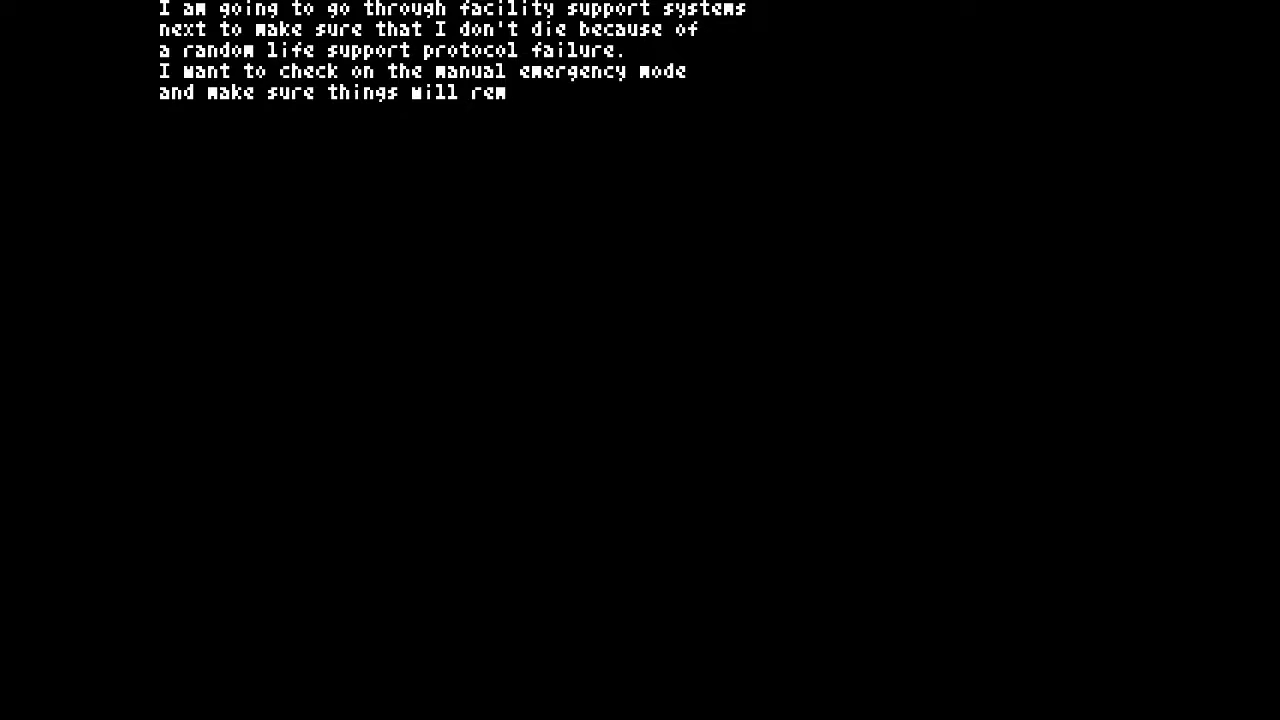 I am going to go through facility support systems
next to make sure that I don't die because of
a random life support protocol failure.
I want to check on the manual emergency mode
and make sure things will rem